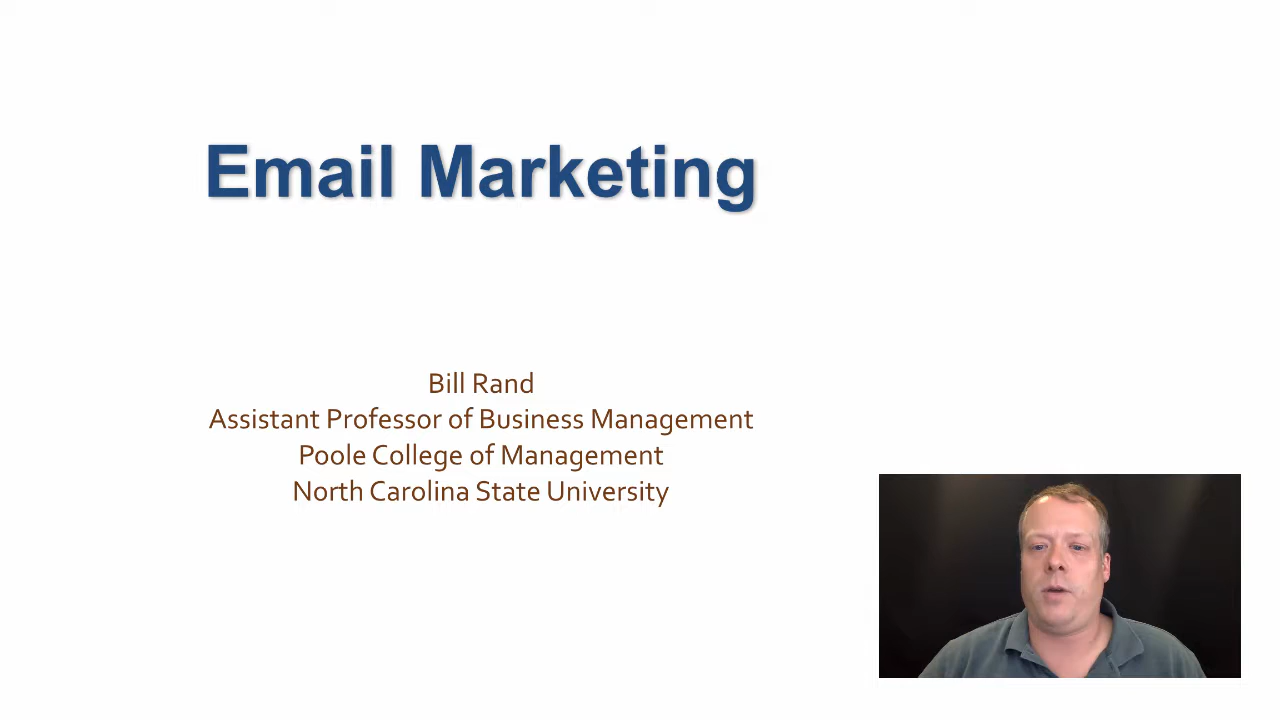 Email Marketing
Bill Rand
Assistant Professor of Business Management
Poole College of Management
North Carolina State University